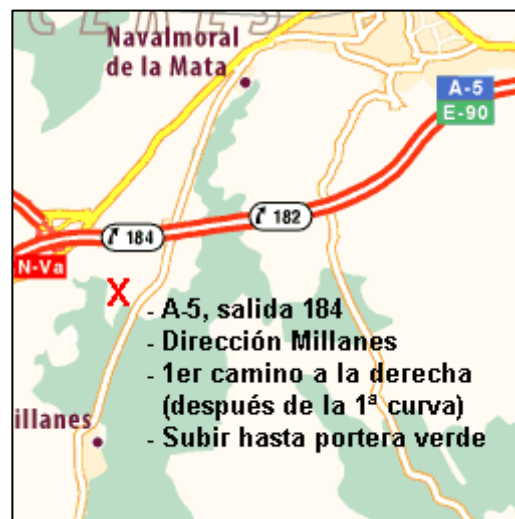 CERES
Navalmoral
de la Mata
A-5
E-90
182
184
N-Va
X
- A-5, salida 184
- Dirección Millanes
- 1er camino a la derecha
(después de la 1ª curva)
illanes
- Subir hasta portera verde